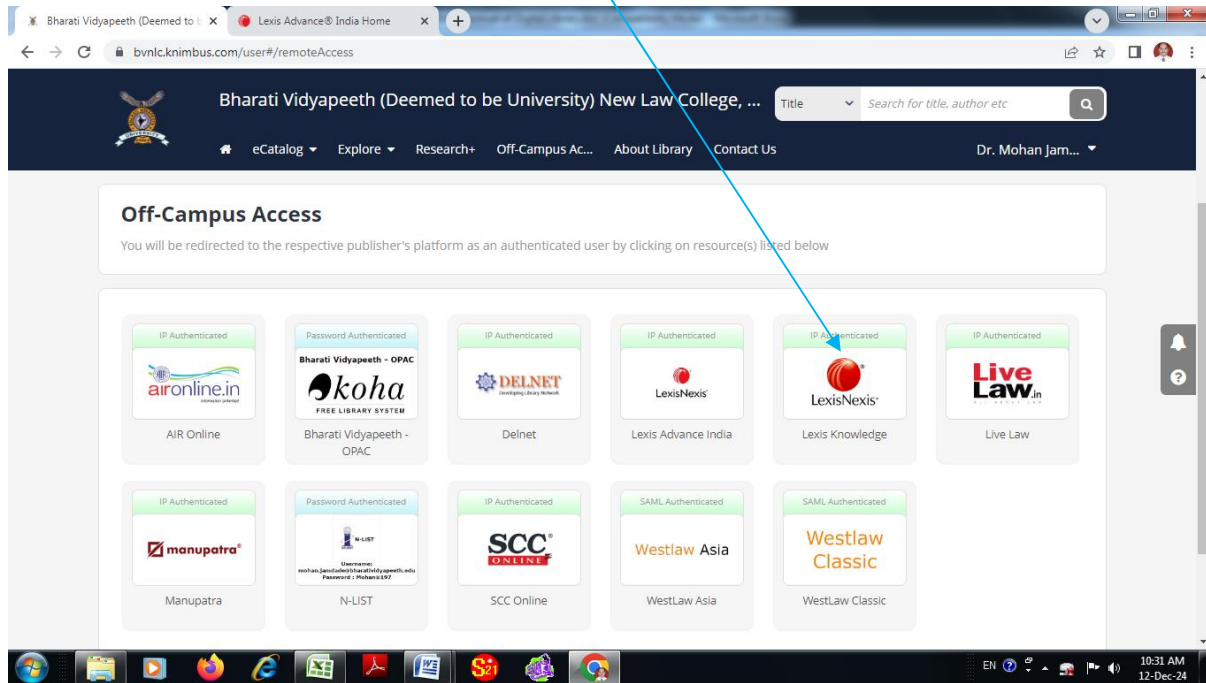 Bharati Vidyapeeth (Deemed to b
Lexis Advance® India Home
bvnlc.knimbus.com/user#/remoteAccess
Bharati Vidyapeeth (Deemed to be University) New Law College, ...
Title
Search for title, author etc
eCatalog
Explore
Research+
Off-Campus Ac...
About Library
Contact Us
Dr. Mohan Jam...
Off-Campus Access
You will be redirected to the respective publisher's platform as an authenticated user by clicking on resource(s) listed below
IP Authenticated
aironline.in
AIR Online
Password Authenticated
Bharati Vidyapeeth - OPAC
koha
FREE LIBRARY SYSTEM
Bharati Vidyapeeth -
OPAC
IP Authenticated
DELNET
Developing Library Network
Delnet
IP Authenticated
LexisNexis
Lexis Advance India
IP Authenticated
LexisNexis
Lexis Knowledge
IP Authenticated
Live
Law.in
Live Law
IP Authenticated
manupatra®
Manupatra
Password Authenticated
N-LIST
Username:
Password : 
N-LIST
IP Authenticated
SCC®
ONLINE
SCC Online
SAML Authenticated
Westlaw Asia
WestLaw Asia
SAML Authenticated
Westlaw
Classic
WestLaw Classic
EN
10:31 AM
12-Dec-24